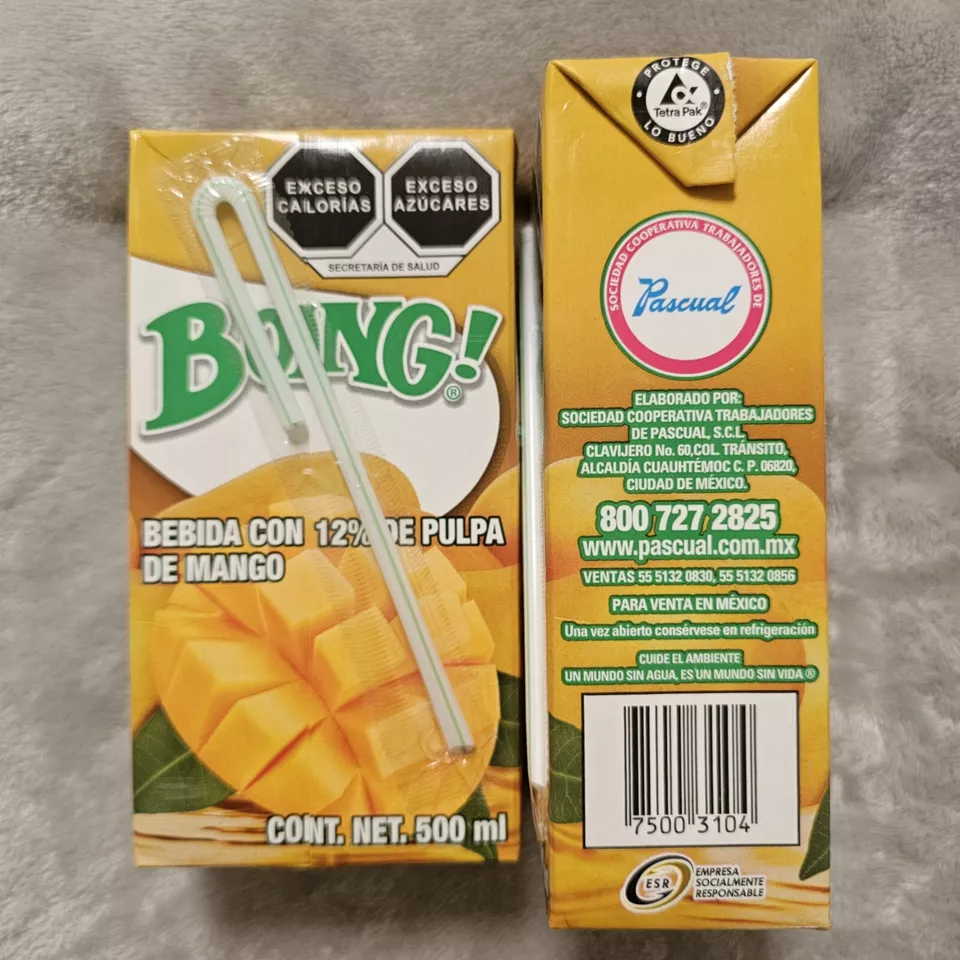 EXCESO
CALORÍAS
EXCESO
AZÚCARES
SECRETARÍA DE SALUD
BOING!
®
BEBIDA CON 12% DE PULPA
DE MANGO
CONT. NET. 500 ml
PROTEGE
Tetra Pak®
LO BUENO
SOCIEDAD COOPERATIVA TRABAJADORES DE
Pascual
ELABORADO POR:
SOCIEDAD COOPERATIVA TRABAJADORES
DE PASCUAL, S.C.L.
CLAVIJERO No. 60,COL. TRÁNSITO,
ALCALDÍA CUAUHTÉMOC C. P. 06820,
CIUDAD DE MÉXICO.
800 727 2825
www.pascual.com.mx
VENTAS 55 5132 0830, 55 5132 0856
PARA VENTA EN MÉXICO
Una vez abierto consérvese en refrigeración
CUIDE EL AMBIENTE
UN MUNDO SIN AGUA, ES UN MUNDO SIN VIDA ®
7500 3104
ESR
EMPRESA
SOCIALMENTE
RESPONSABLE